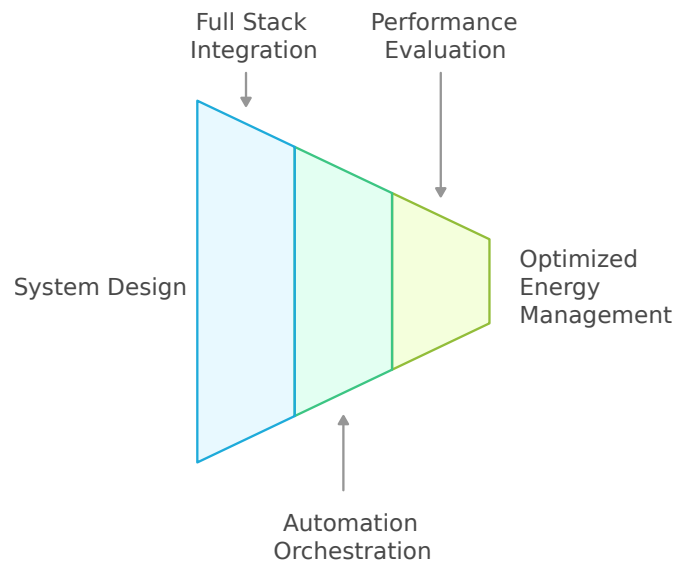 Full Stack
Integration
Performance
Evaluation
System Design
Optimized
Energy
Management
Automation
Orchestration